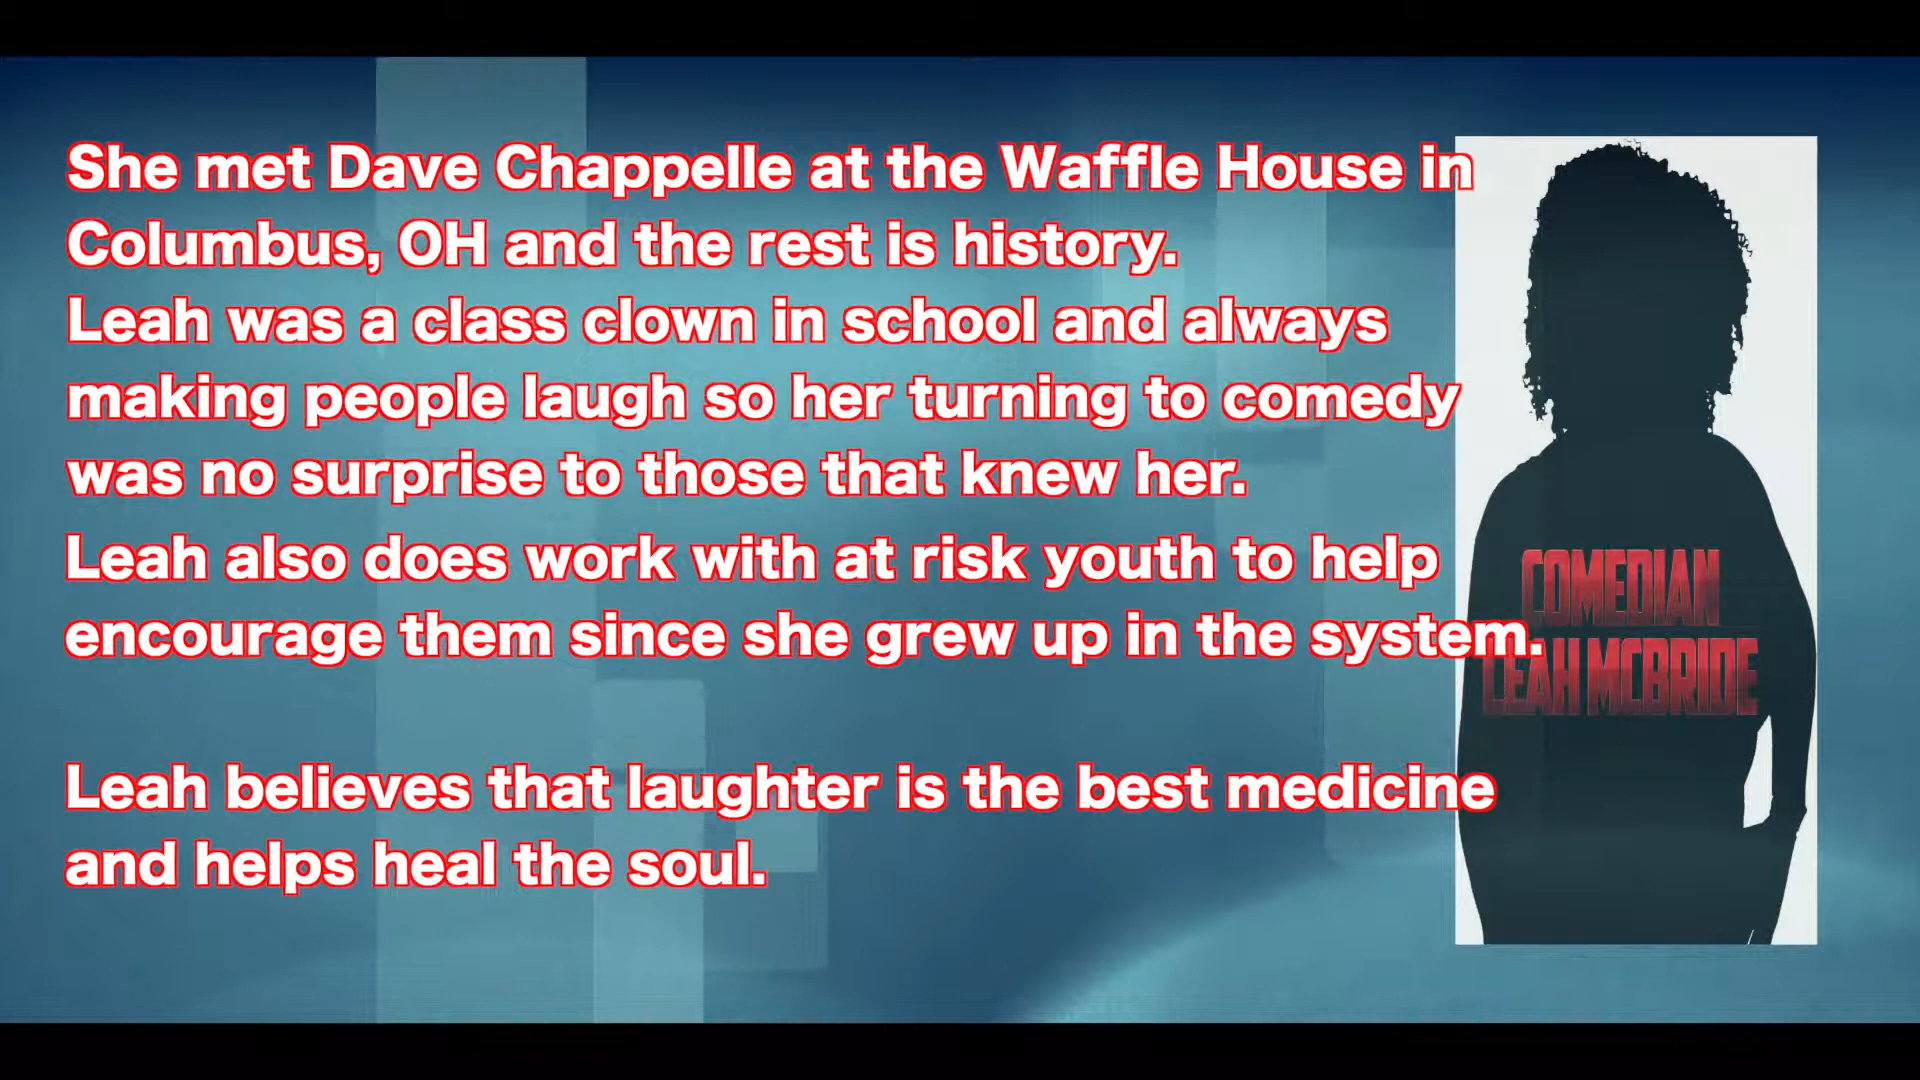 She met Dave Chappelle at the Waffle House in
Columbus, OH and the rest is history.
Leah was a class clown in school and always
making people laugh so her turning to comedy
was no surprise to those that knew her.
Leah also does work with at risk youth to help
encourage them since she grew up in the system.
Leah believes that laughter is the best medicine
and helps heal the soul.
COMEDIAN
LEAH MCBRIDE